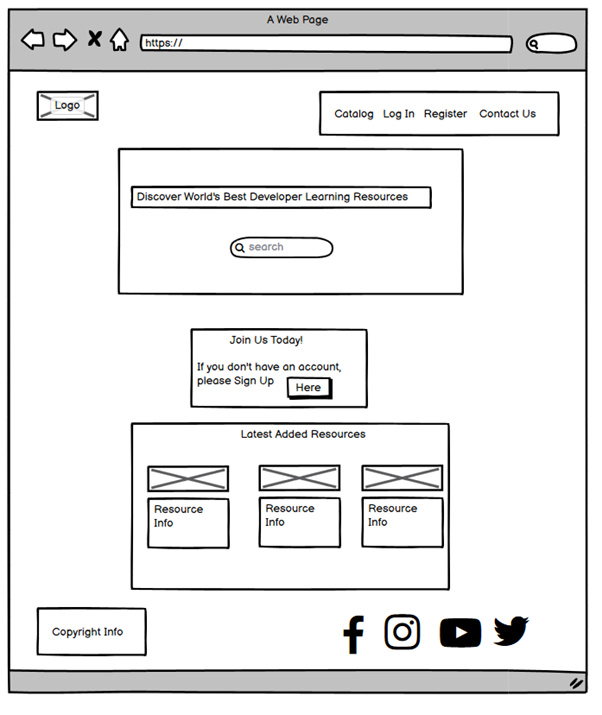 A Web Page
https://
Logo
Catalog Log In Register Contact Us
Discover World's Best Developer Learning Resources
search
Join Us Today!
If you don't have an account,
please Sign Up Here
Latest Added Resources
Resource
Info
Resource
Info
Resource
Info
Copyright Info